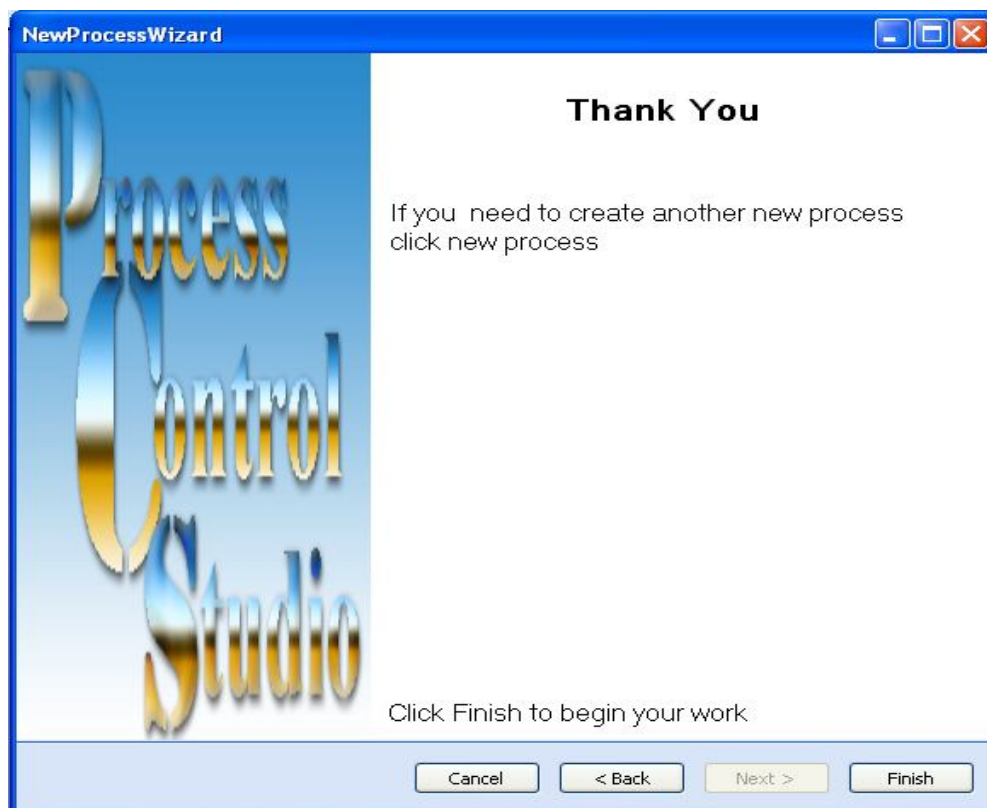 NewProcessWizard
Process
Control
Studio
Thank You
If you  need to create another new process
click new process
Click Finish to begin your work
Cancel
< Back
Next >
Finish